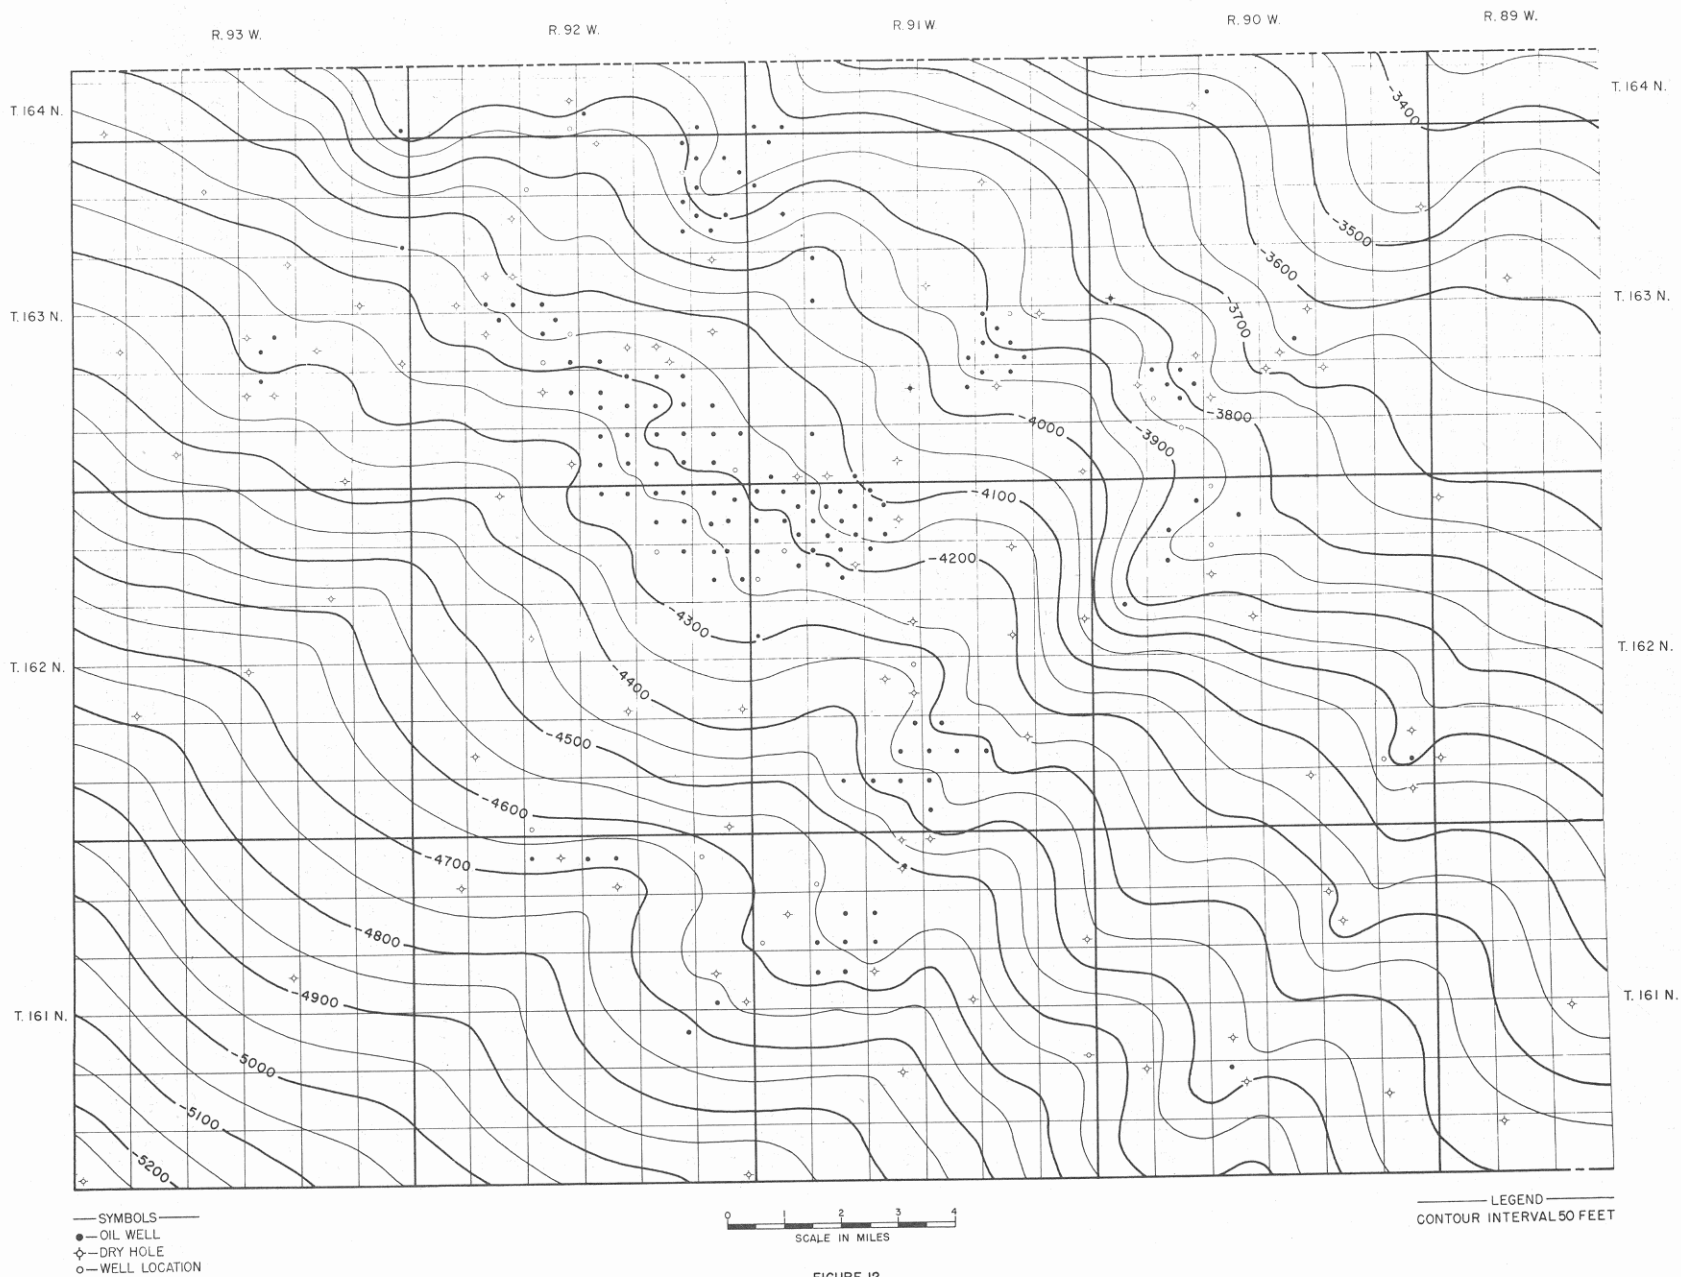 R. 93 W.
R. 92 W.
R. 91 W
R. 90 W.
R. 89 W.
T. 164 N.
T. 164 N.
-3400
-3500
-3600
T. 163 N.
T. 163 N.
-3700
-3800
-3900
-4000
-4100
-4200
-4300
T. 162 N.
T. 162 N.
-4400
-4500
-4600
-4700
-4800
-4900
T. 161 N.
T. 161 N.
-5000
-5100
-5200
SYMBOLS
OIL WELL
DRY HOLE
WELL LOCATION
0 1 2 3 4
SCALE IN MILES
LEGEND
CONTOUR INTERVAL 50 FEET
FIGURE 12